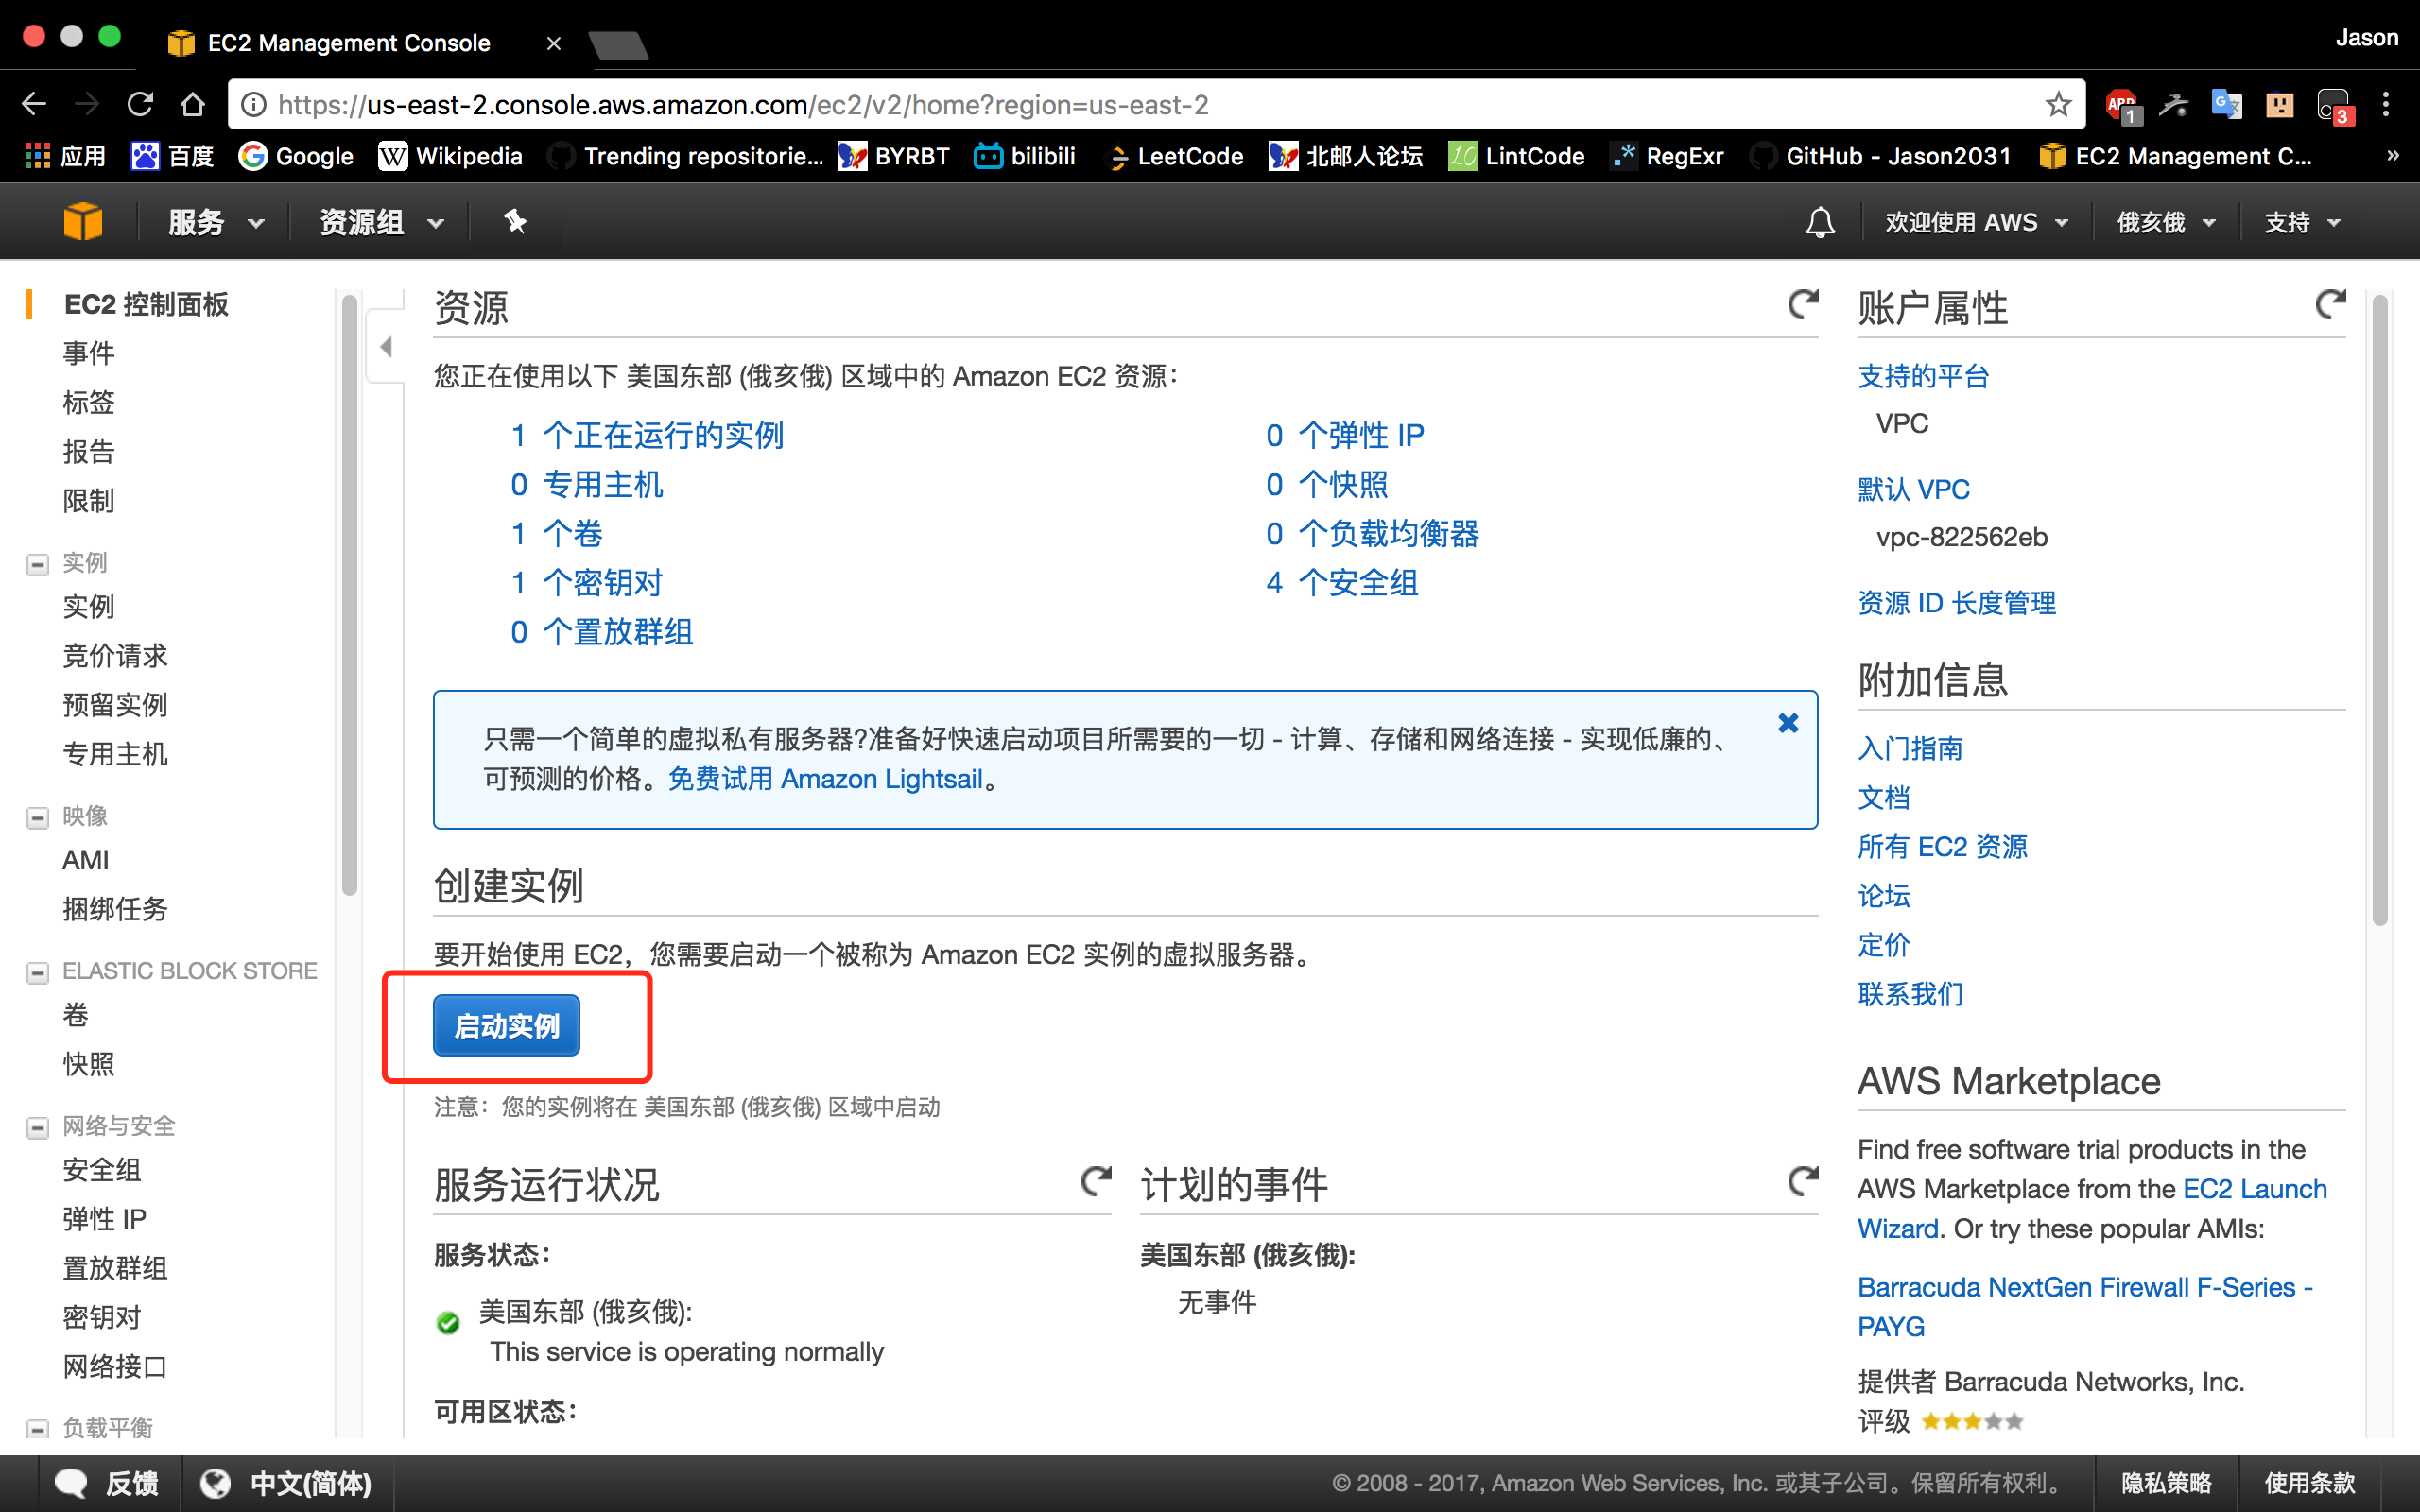 EC2 Management Console
Jason
https://us-east-2.console.aws.amazon.com/ec2/v2/home?region=us-east-2
ABP 1
3
应用
百度
Google
Wikipedia
Trending repositorie...
BYRBT
bilibili
LeetCode
北邮人论坛
LintCode
RegExr
GitHub - Jason2031
EC2 Management C...
»
服务
资源组
欢迎使用 AWS
俄亥俄
支持
EC2 控制面板
事件
标签
报告
限制
实例
实例
竞价请求
预留实例
专用主机
映像
AMI
捆绑任务
ELASTIC BLOCK STORE
卷
快照
网络与安全
安全组
弹性 IP
置放群组
密钥对
网络接口
负载平衡
资源
您正在使用以下 美国东部 (俄亥俄) 区域中的 Amazon EC2 资源：
1 个正在运行的实例
0 个弹性 IP
0 专用主机
0 个快照
1 个卷
0 个负载均衡器
1 个密钥对
4 个安全组
0 个置放群组
只需一个简单的虚拟私有服务器?准备好快速启动项目所需要的一切 - 计算、存储和网络连接 - 实现低廉的、
可预测的价格。免费试用 Amazon Lightsail。
创建实例
要开始使用 EC2，您需要启动一个被称为 Amazon EC2 实例的虚拟服务器。
启动实例
注意：您的实例将在 美国东部 (俄亥俄) 区域中启动
服务运行状况
服务状态：
美国东部 (俄亥俄):
This service is operating normally
可用区状态：
计划的事件
美国东部 (俄亥俄):
无事件
账户属性
支持的平台
VPC
默认 VPC
vpc-822562eb
资源 ID 长度管理
附加信息
入门指南
文档
所有 EC2 资源
论坛
定价
联系我们
AWS Marketplace
Find free software trial products in the
AWS Marketplace from the EC2 Launch
Wizard. Or try these popular AMIs:
Barracuda NextGen Firewall F-Series -
PAYG
提供者 Barracuda Networks, Inc.
评级
反馈
中文(简体)
© 2008 - 2017, Amazon Web Services, Inc. 或其子公司。保留所有权利。
隐私策略
使用条款